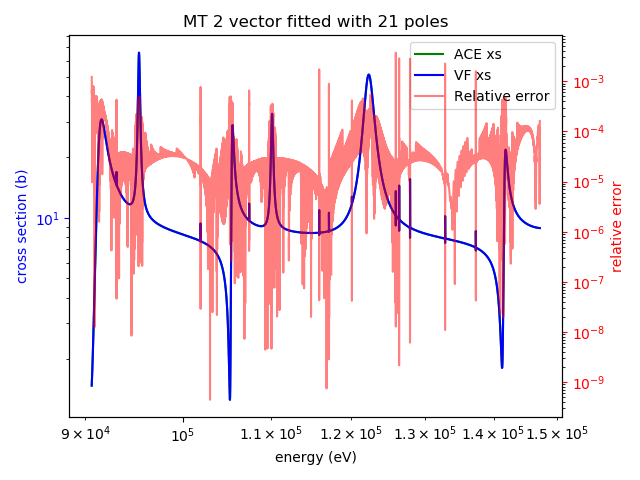 MT 2 vector fitted with 21 poles
ACE xs
VF xs
Relative error
cross section (b)
10¹
10⁻³
10⁻⁴
10⁻⁵
10⁻⁶
10⁻⁷
10⁻⁸
10⁻⁹
relative error
9×10⁴ 10⁵ 1.1×10⁵ 1.2×10⁵ 1.3×10⁵ 1.4×10⁵ 1.5×10⁵
energy (eV)